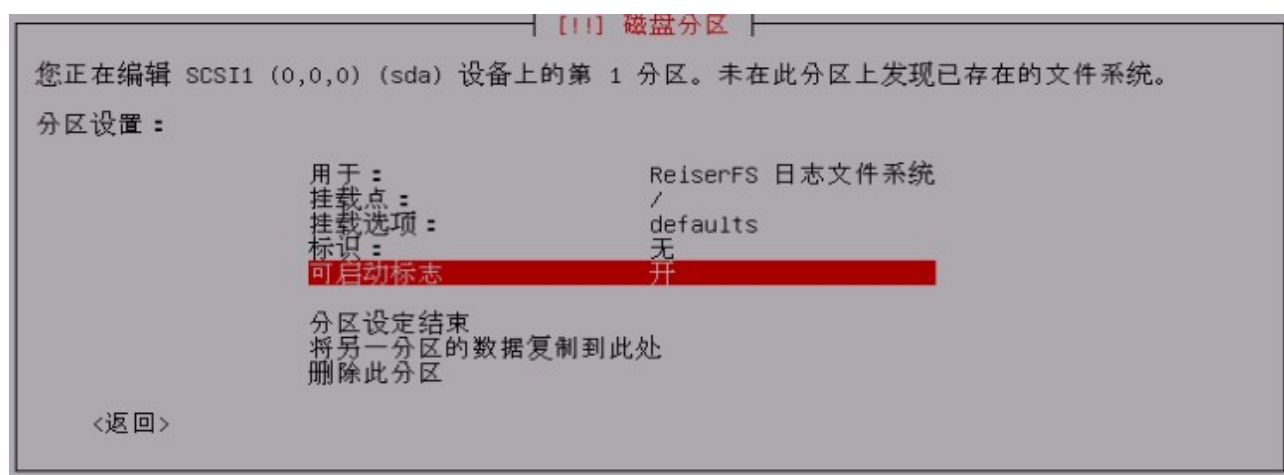 [!!] 磁盘分区
您正在编辑 SCSI1 (0,0,0) (sda) 设备上的第 1 分区。未在此分区上发现已存在的文件系统。
分区设置：
用于： ReiserFS 日志文件系统
挂载点： /
挂载选项： defaults
标识： 无
可启动标志 开
分区设定结束
将另一分区的数据复制到此处
删除此分区
<返回>